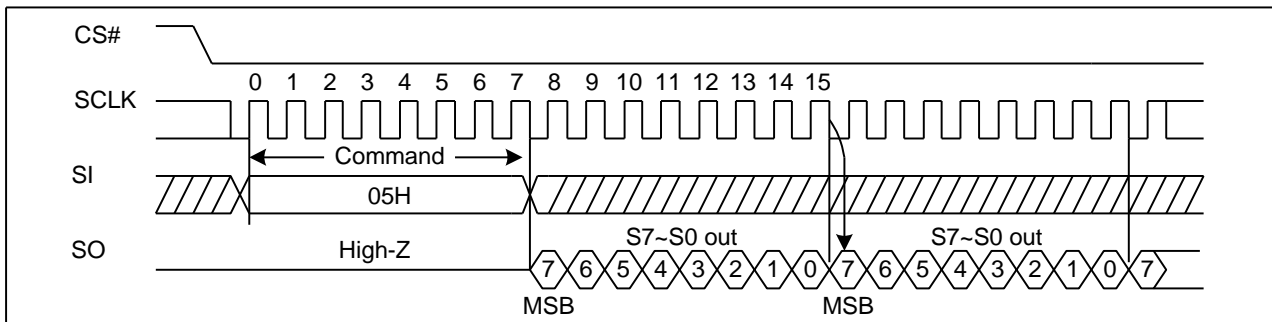 CS#
0 1 2 3 4 5 6 7 8 9 10 11 12 13 14 15
SCLK
Command
SI
05H
S7~S0 out S7~S0 out
SO
High-Z
7 6 5 4 3 2 1 0 7 6 5 4 3 2 1 0 7
MSB MSB